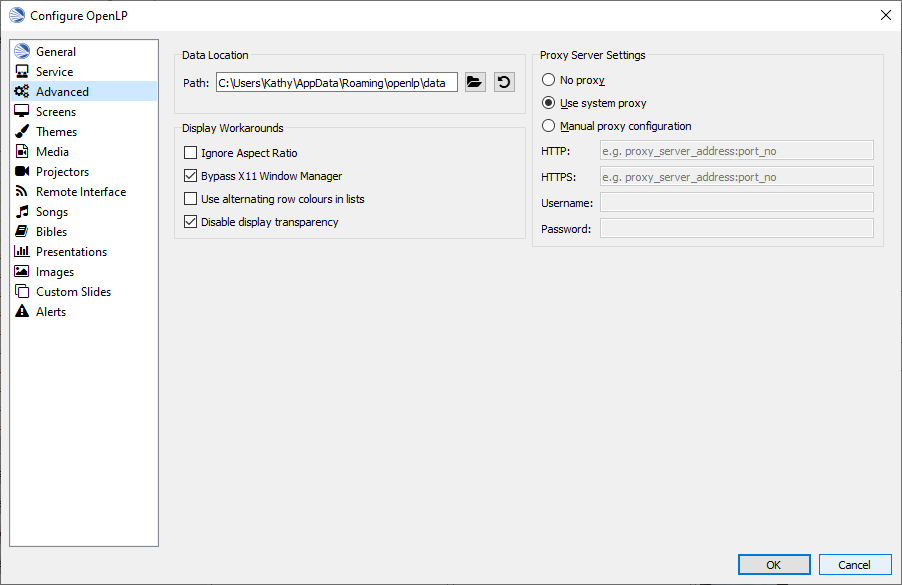 Configure OpenLP
General
Service
Advanced
Screens
Themes
Media
Projectors
Remote Interface
Songs
Bibles
Presentations
Images
Custom Slides
Alerts
Data Location
Path: C:\Users\Kathy\AppData\Roaming\openlp\data
Display Workarounds
Ignore Aspect Ratio
Bypass X11 Window Manager
Use alternating row colours in lists
Disable display transparency
Proxy Server Settings
No proxy
Use system proxy
Manual proxy configuration
HTTP: e.g. proxy_server_address:port_no
HTTPS: e.g. proxy_server_address:port_no
Username:
Password:
OK Cancel